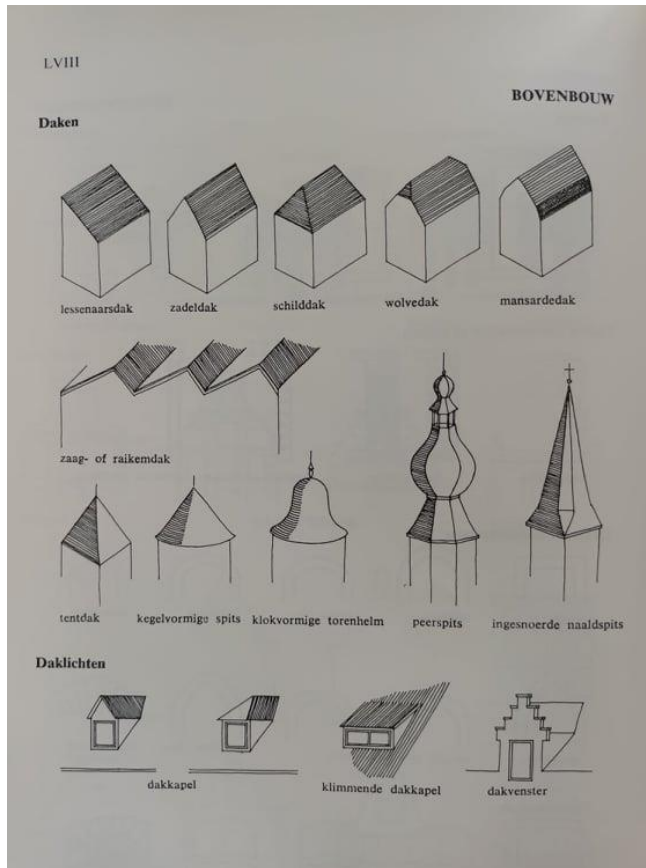 LVIII
BOVENBOUW
Daken
lessenaarsdak zadeldak schilddak wolvedak mansardedak
zaag- of raikemdak
tentdak kegelvormige spits klokvormige torenhelm peerspits ingesnoerde naaldspits
Daklichten
dakkapel klimmende dakkapel dakvenster